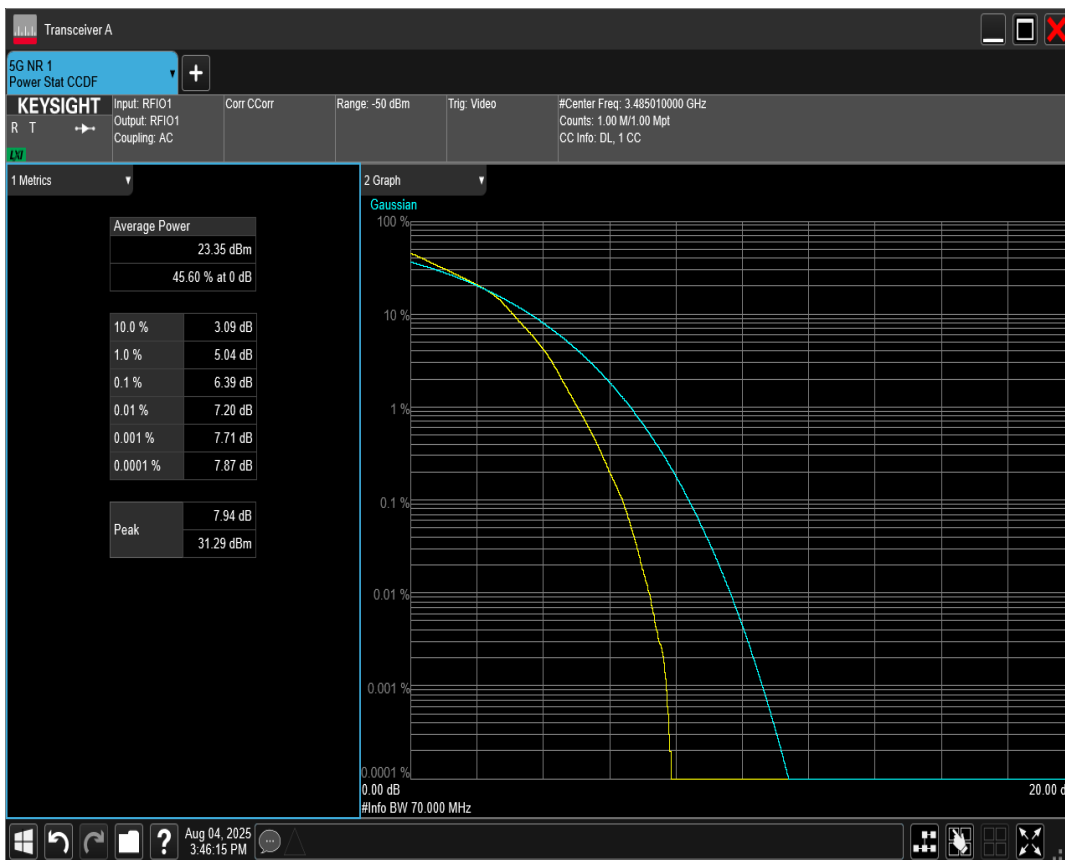 Transceiver A
5G NR 1
Power Stat CCDF
KEYSIGHT
R T
LXI
Input: RFIO1
Output: RFIO1
Coupling: AC
Corr CCorr
Range: -50 dBm
Trig: Video
#Center Freq: 3.485010000 GHz
Counts: 1.00 M/1.00 Mpt
CC Info: DL, 1 CC
1 Metrics
Average Power
23.35 dBm
45.60 % at 0 dB
10.0 % 3.09 dB
1.0 % 5.04 dB
0.1 % 6.39 dB
0.01 % 7.20 dB
0.001 % 7.71 dB
0.0001 % 7.87 dB
Peak
7.94 dB
31.29 dBm
2 Graph
Gaussian
100 %
10 %
1 %
0.1 %
0.01 %
0.001 %
0.0001 %
0.00 dB
20.00 d
#Info BW 70.000 MHz
?
Aug 04, 2025
3:46:15 PM